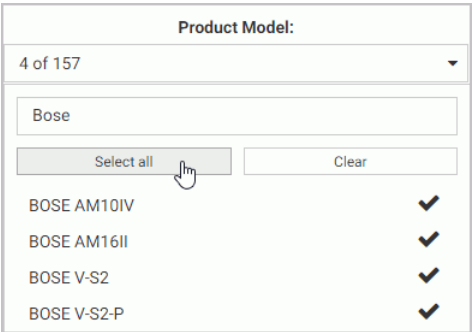 Product Model:
4 of 157
Bose
Select all
Clear
BOSE AM10IV
BOSE AM16II
BOSE V-S2
BOSE V-S2-P